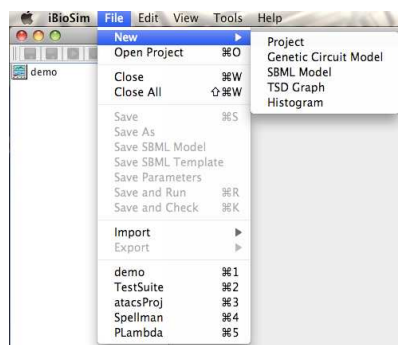 iBioSim File Edit View Tools Help
New
Open Project ⌘O
Close ⌘W
Close All ⇧⌘W
Save ⌘S
Save As
Save SBML Model
Save SBML Template
Save Parameters
Save and Run ⌘R
Save and Check ⌘K
Import
Export
demo ⌘1
TestSuite ⌘2
atacsProj ⌘3
Spellman ⌘4
PLambda ⌘5
Project
Genetic Circuit Model
SBML Model
TSD Graph
Histogram
demo